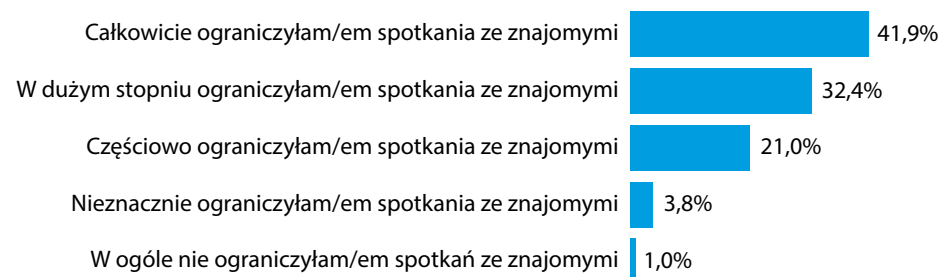 Całkowicie ograniczyłam/em spotkania ze znajomymi 41,9%
W dużym stopniu ograniczyłam/em spotkania ze znajomymi 32,4%
Częściowo ograniczyłam/em spotkania ze znajomymi 21,0%
Nieznacznie ograniczyłam/em spotkania ze znajomymi 3,8%
W ogóle nie ograniczyłam/em spotkań ze znajomymi 1,0%